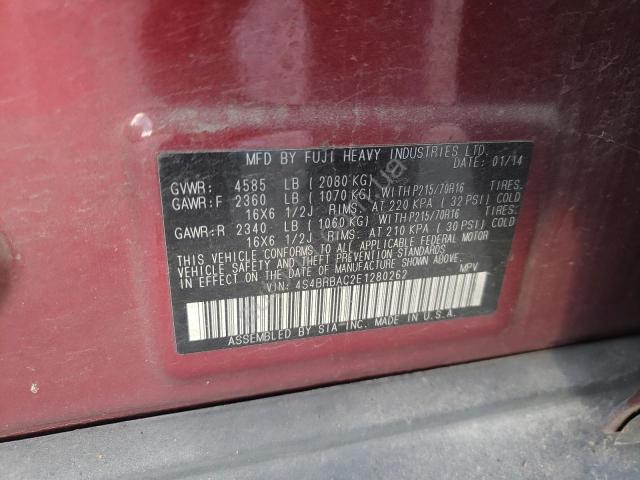 MFD BY FUJI HEAVY INDUSTRIES LTD.
DATE: 01/14
GVWR: 4585 LB ( 2080 KG) TIRES.
GAWR:F 2360 LB ( 1070 KG) WITH P215/70R16
16X6 1/2J RIMS. AT 220 KPA ( 32 PSI) COLD
GAWR:R 2340 LB ( 1060 KG) WITH P215/70R16 TIRES.
16X6 1/2J RIMS. AT 210 KPA ( 30 PSI) COLD
THIS VEHICLE CONFORMS TO ALL APPLICABLE FEDERAL MOTOR
VEHICLE SAFETY, BUMPER, AND THEFT PREVENTION STANDARDS
IN EFFECT ON THE DATE OF MANUFACTURE SHOWN ABOVE.
VIN: 4S4BRBAC2E1280262 MPV
ASSEMBLED BY SIA INC. MADE IN U.S.A.